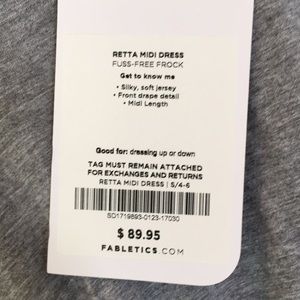 RETTA MIDI DRESS
FUSS-FREE FROCK
Get to know me
• Silky, soft jersey
• Front drape detail
• Midi Length
Good for: dressing up or down
TAG MUST REMAIN ATTACHED
FOR EXCHANGES AND RETURNS
RETTA MIDI DRESS | S/4-6
SD1719893-0123-17030
$ 89.95
FABLETICS.COM